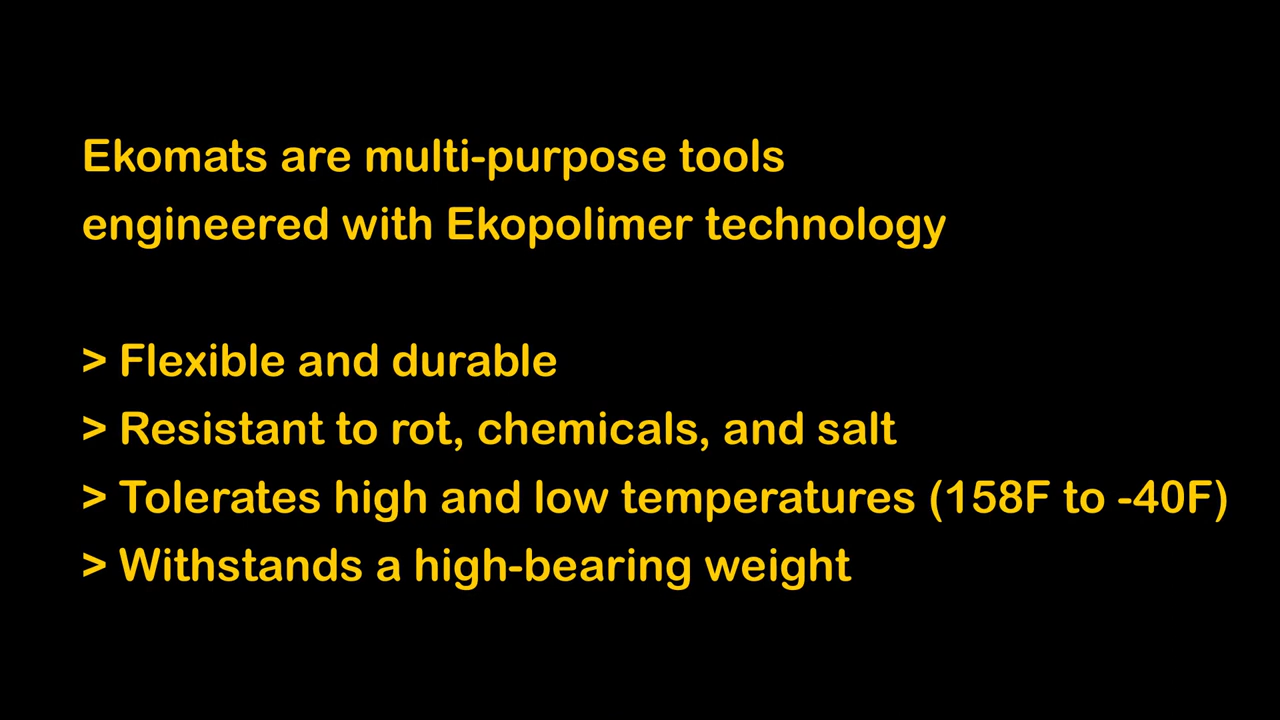 Ekomats are multi-purpose tools
engineered with Ekopolimer technology
> Flexible and durable
> Resistant to rot, chemicals, and salt
> Tolerates high and low temperatures (158F to -40F)
> Withstands a high-bearing weight